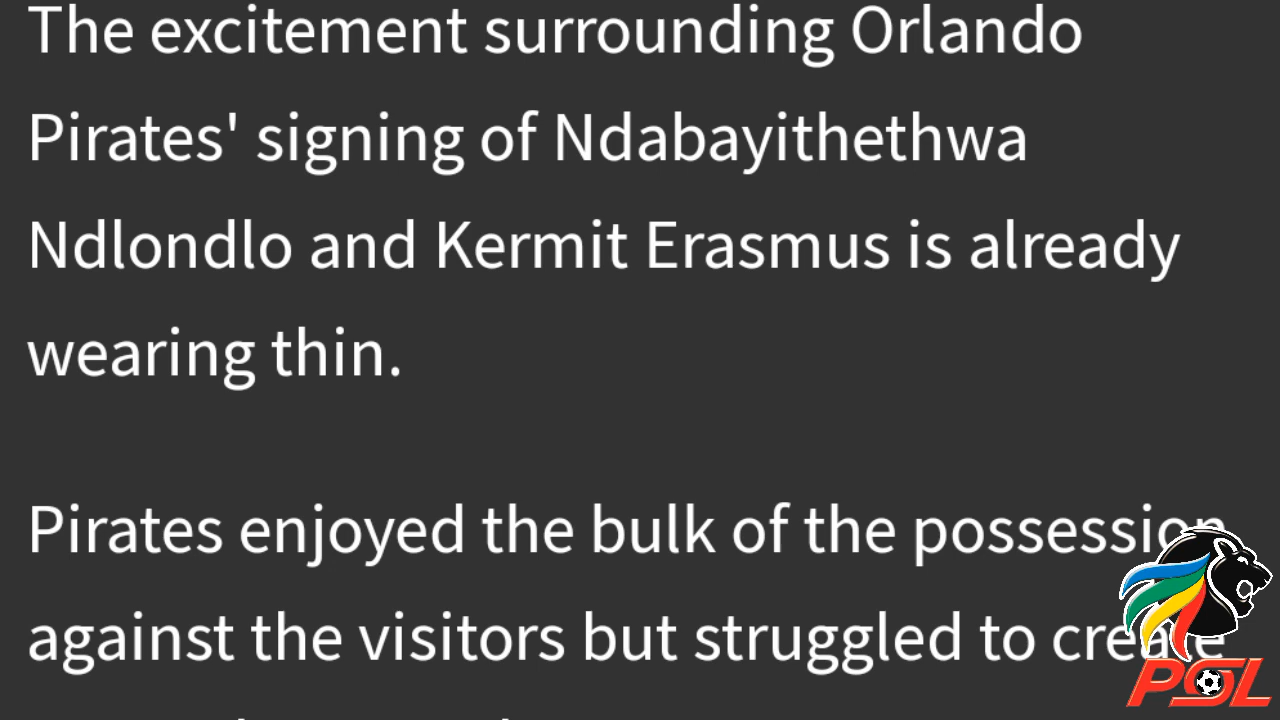 The excitement surrounding Orlando
Pirates' signing of Ndabayithethwa
Ndlondlo and Kermit Erasmus is already
wearing thin.
Pirates enjoyed the bulk of the possession
against the visitors but struggled to create
PSL